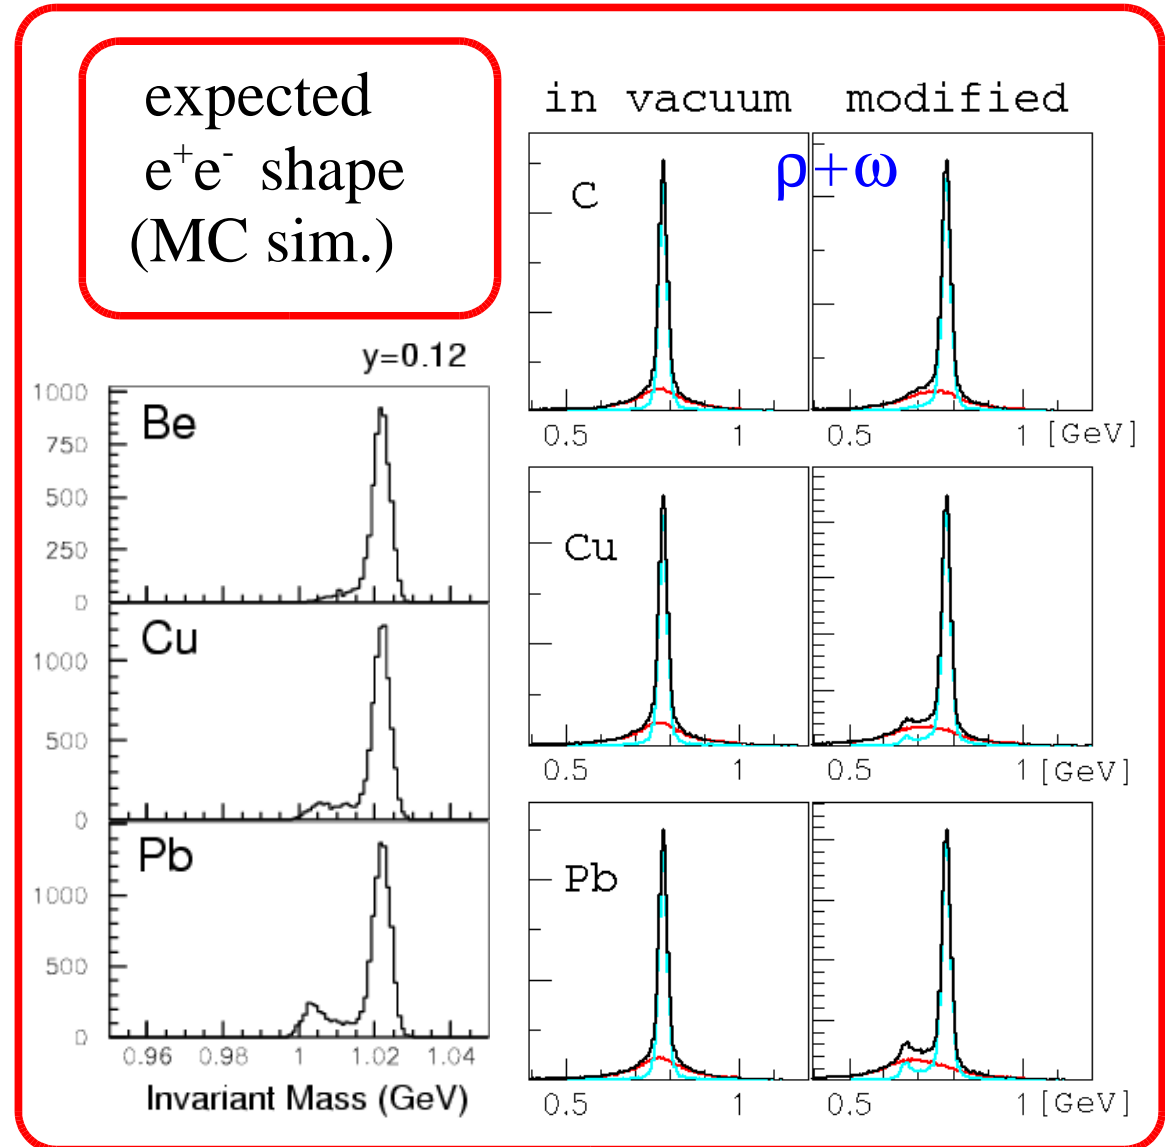 expected
e⁺e⁻ shape
(MC sim.)
in vacuum modified
ρ+ω
C
0.5 1 0.5 1 [GeV]
Cu
0.5 1 0.5 1 [GeV]
Pb
0.5 1 0.5 1 [GeV]
y=0.12
1000
Be
750
500
250
0
Cu
1000
500
0
Pb
1000
500
0
0.96 0.98 1 1.02 1.04
Invariant Mass (GeV)